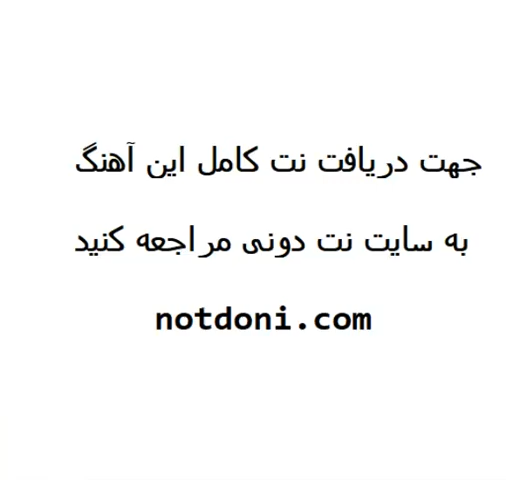 جهت دریافت نت کامل این آهنگ
به سایت نت دونی مراجعه کنید
notdoni.com